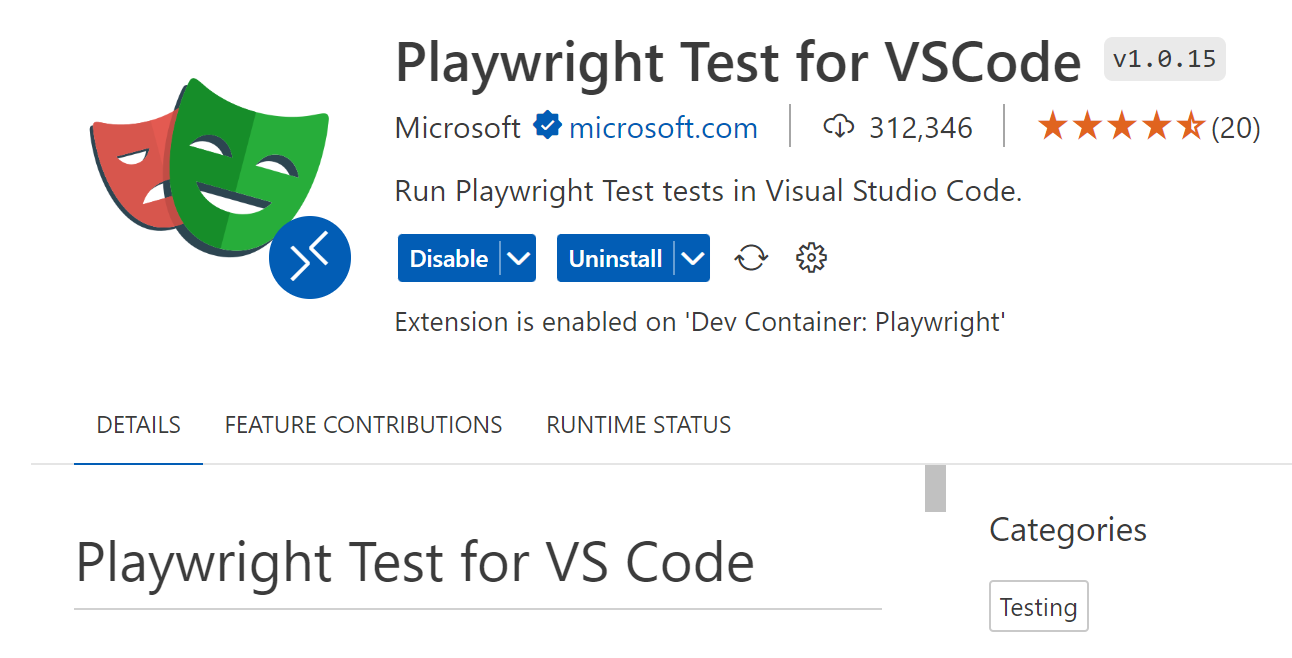 Playwright Test for VSCode v1.0.15
Microsoft microsoft.com 312,346 (20)
Run Playwright Test tests in Visual Studio Code.
Disable Uninstall
Extension is enabled on 'Dev Container: Playwright'
DETAILS FEATURE CONTRIBUTIONS RUNTIME STATUS
Playwright Test for VS Code
Categories
Testing